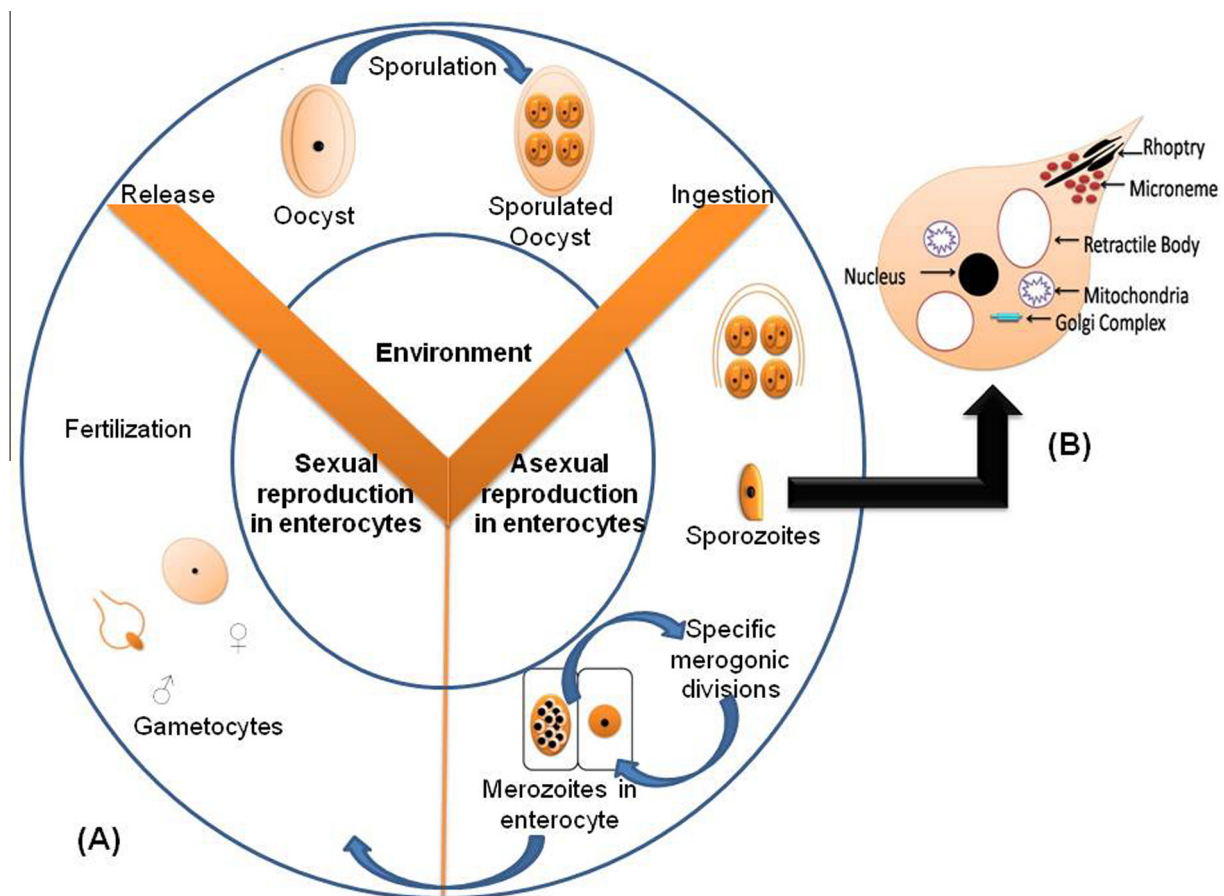 Sporulation
Release
Oocyst
Sporulated
Oocyst
Ingestion
Environment
Fertilization
Sexual
reproduction
in enterocytes
Asexual
reproduction
in enterocytes
Sporozoites
Specific
merogonic
divisions
♀
♂
Gametocytes
Merozoites in
enterocyte
(A)
Rhoptry
Microneme
Retractile Body
Nucleus
Mitochondria
Golgi Complex
(B)